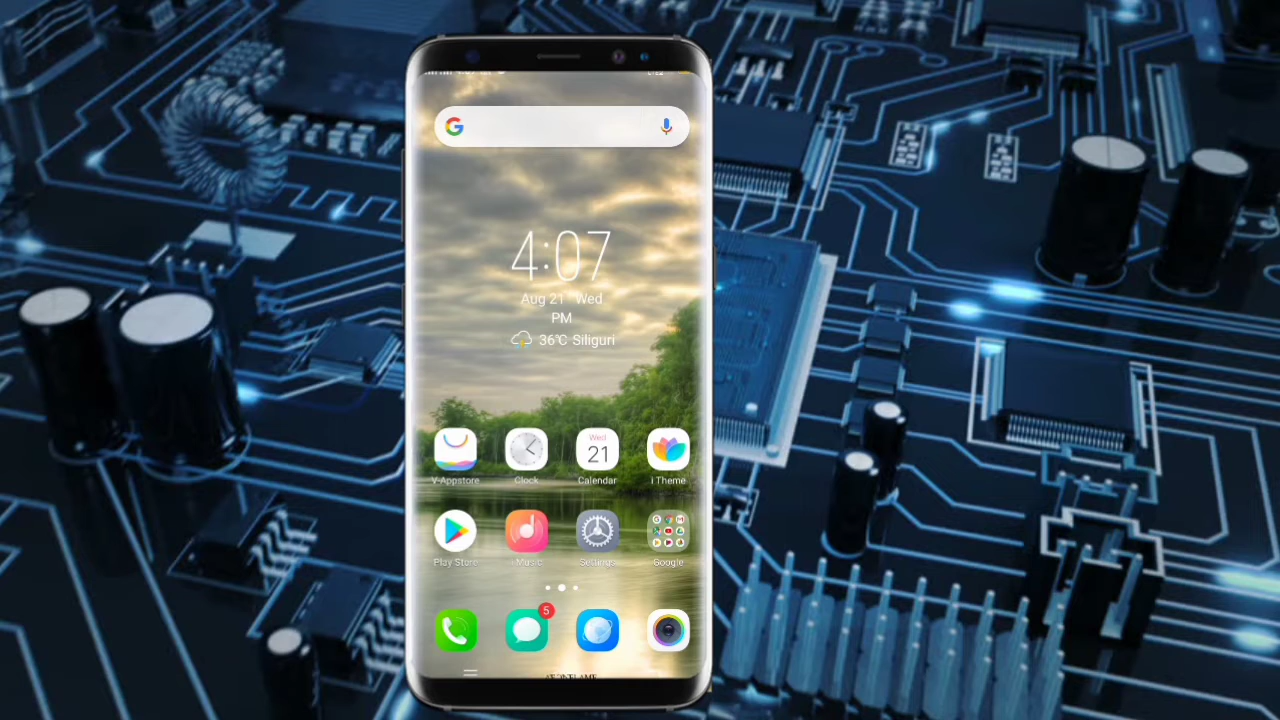 4:07
Aug 21 Wed
PM
36℃ Siliguri
Wed
21
V-Appstore
Clock
Calendar
i Theme
Play Store
i Music
Settings
Google
5